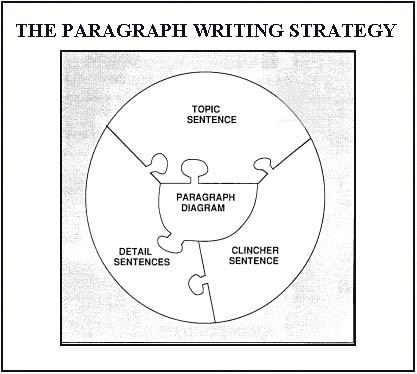 THE PARAGRAPH WRITING STRATEGY
TOPIC
SENTENCE
PARAGRAPH
DIAGRAM
DETAIL
SENTENCES
CLINCHER
SENTENCE